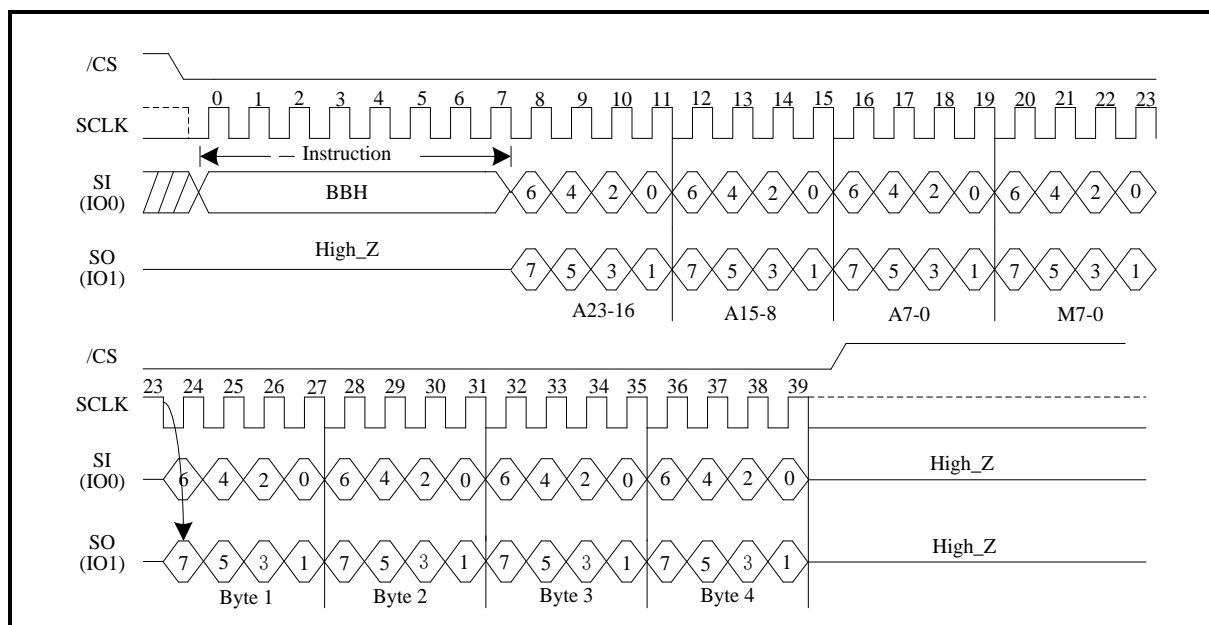 /CS
0 1 2 3 4 5 6 7 8 9 10 11 12 13 14 15 16 17 18 19 20 21 22 23
SCLK
Instruction
SI
(IO0)
BBH
6 4 2 0 6 4 2 0 6 4 2 0 6 4 2 0
SO
(IO1)
High_Z
7 5 3 1 7 5 3 1 7 5 3 1 7 5 3 1
A23-16 A15-8 A7-0 M7-0
/CS
23 24 25 26 27 28 29 30 31 32 33 34 35 36 37 38 39
SCLK
SI
(IO0)
6 4 2 0 6 4 2 0 6 4 2 0 6 4 2 0
High_Z
SO
(IO1)
7 5 3 1 7 5 3 1 7 5 3 1 7 5 3 1
High_Z
Byte 1 Byte 2 Byte 3 Byte 4